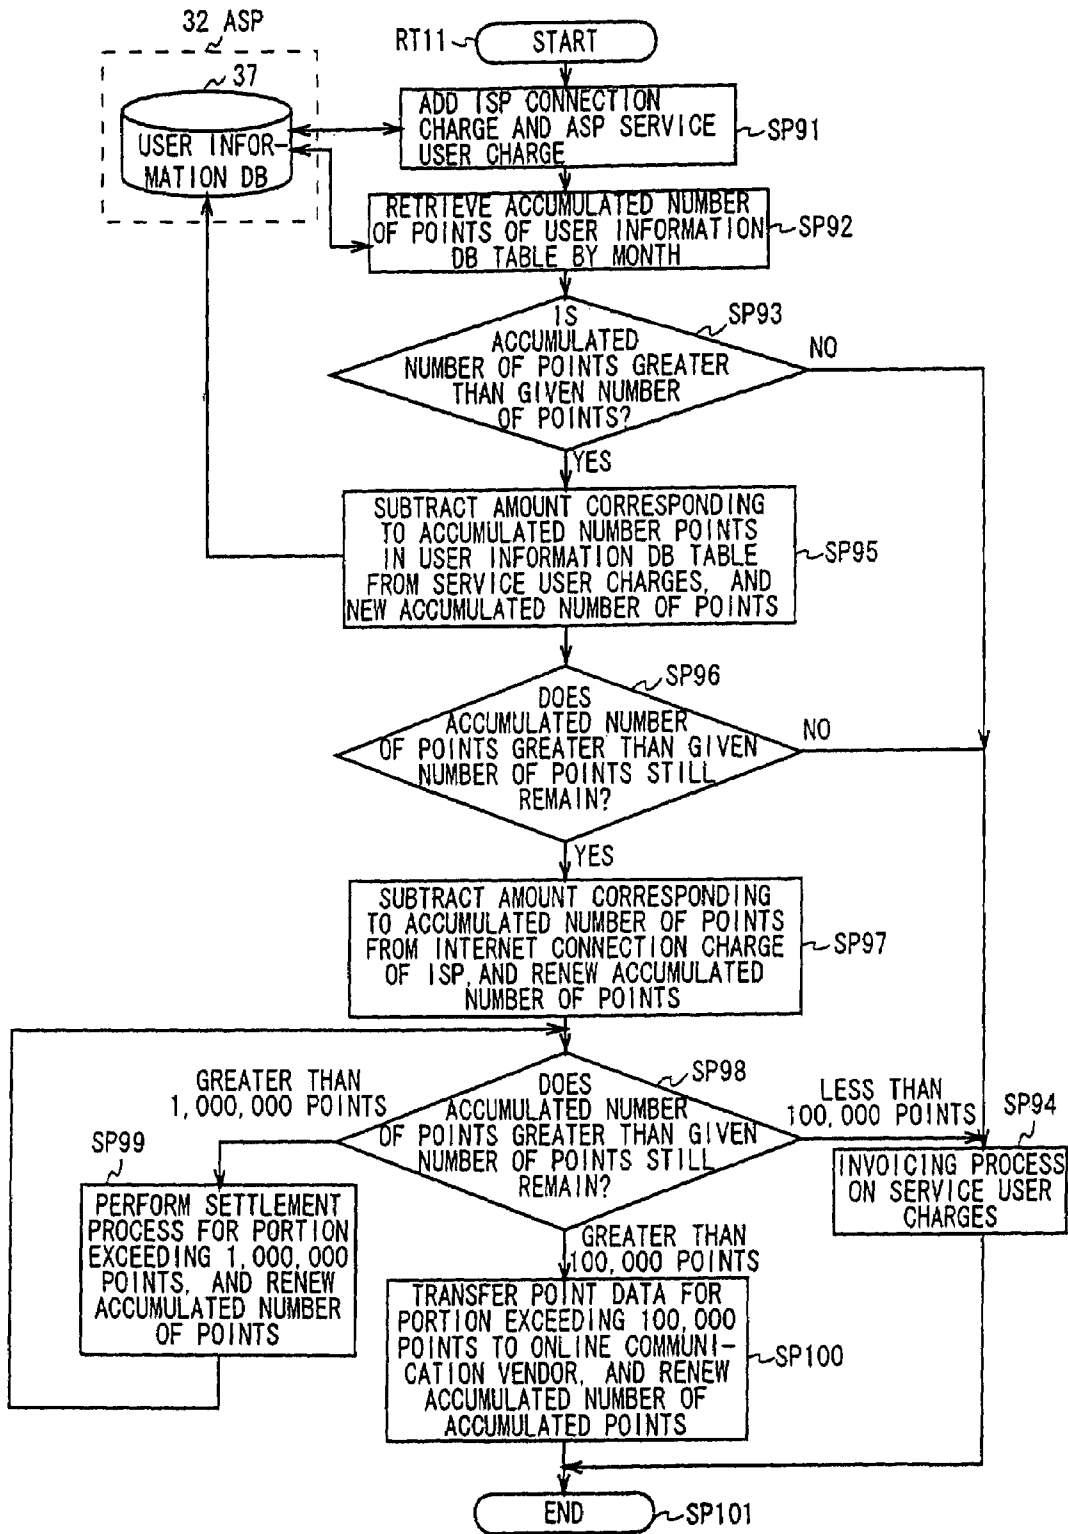 32 ASP
37
USER INFOR-
MATION DB
RT11
START
ADD ISP CONNECTION
CHARGE AND ASP SERVICE
USER CHARGE
SP91
RETRIEVE ACCUMULATED NUMBER
OF POINTS OF USER INFORMATION
DB TABLE BY MONTH
SP92
IS
ACCUMULATED
NUMBER OF POINTS GREATER
THAN GIVEN NUMBER
OF POINTS?
SP93
NO
YES
SUBTRACT AMOUNT CORRESPONDING
TO ACCUMULATED NUMBER POINTS
IN USER INFORMATION DB TABLE
FROM SERVICE USER CHARGES, AND
NEW ACCUMULATED NUMBER OF POINTS
SP95
DOES
ACCUMULATED NUMBER
OF POINTS GREATER THAN GIVEN
NUMBER OF POINTS STILL
REMAIN?
SP96
NO
YES
SUBTRACT AMOUNT CORRESPONDING
TO ACCUMULATED NUMBER OF POINTS
FROM INTERNET CONNECTION CHARGE
OF ISP, AND RENEW ACCUMULATED
NUMBER OF POINTS
SP97
DOES
ACCUMULATED NUMBER
OF POINTS GREATER THAN GIVEN
NUMBER OF POINTS STILL
REMAIN?
SP98
GREATER THAN
1,000,000 POINTS
LESS THAN
100,000 POINTS
SP94
INVOICING PROCESS
ON SERVICE USER
CHARGES
SP99
PERFORM SETTLEMENT
PROCESS FOR PORTION
EXCEEDING 1,000,000
POINTS, AND RENEW
ACCUMULATED NUMBER
OF POINTS
GREATER THAN
100,000 POINTS
TRANSFER POINT DATA FOR
PORTION EXCEEDING 100,000
POINTS TO ONLINE COMMUNI-
CATION VENDOR, AND RENEW
ACCUMULATED NUMBER OF
ACCUMULATED POINTS
SP100
END
SP101